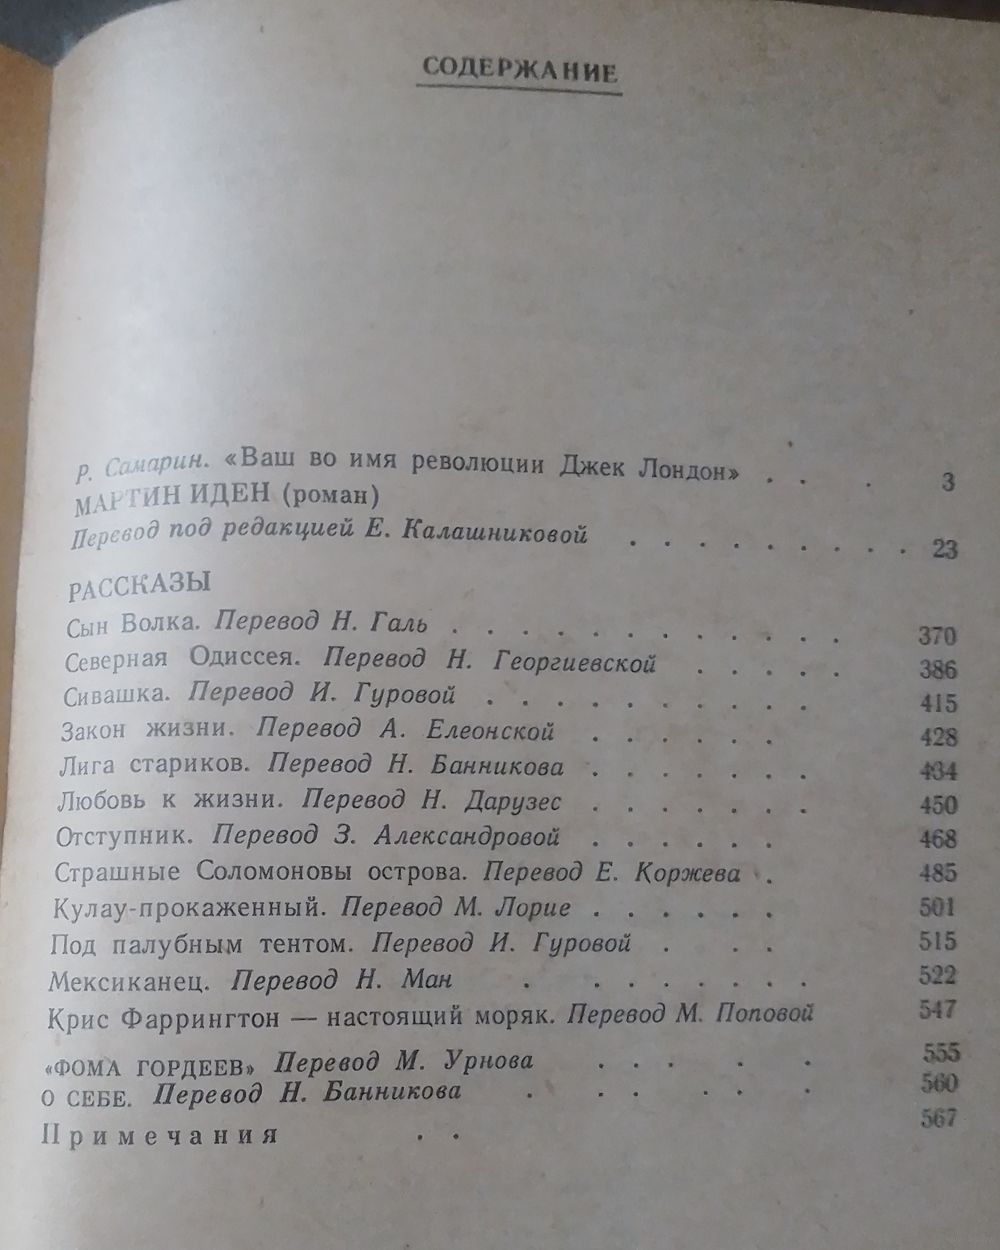 СОДЕРЖАНИЕ
Р. Самарин. «Ваш во имя революции Джек Лондон» . . . 3
МАРТИН ИДЕН (роман)
Перевод под редакцией Е. Калашниковой . . . . . . . . . 23
РАССКАЗЫ
Сын Волка. Перевод Н. Галь . . . . . . . . . . . . 370
Северная Одиссея. Перевод Н. Георгиевской . . . . . 386
Сивашка. Перевод И. Гуровой . . . . . . . . . . 415
Закон жизни. Перевод А. Елеонской . . . . . . 428
Лига стариков. Перевод Н. Банникова . . . . . . . 434
Любовь к жизни. Перевод Н. Дарузес . . . . . . . 450
Отступник. Перевод З. Александровой . . . . . . 468
Страшные Соломоновы острова. Перевод Е. Коржева . 485
Кулау-прокаженный. Перевод М. Лорие . . . . . . 501
Под палубным тентом. Перевод И. Гуровой . . . 515
Мексиканец. Перевод Н. Ман . . . . . . . . 522
Крис Фаррингтон — настоящий моряк. Перевод М. Поповой 547
«ФОМА ГОРДЕЕВ» Перевод М. Урнова . . . . . 555
О СЕБЕ. Перевод Н. Банникова . . . . . . 560
Примечания . . 567